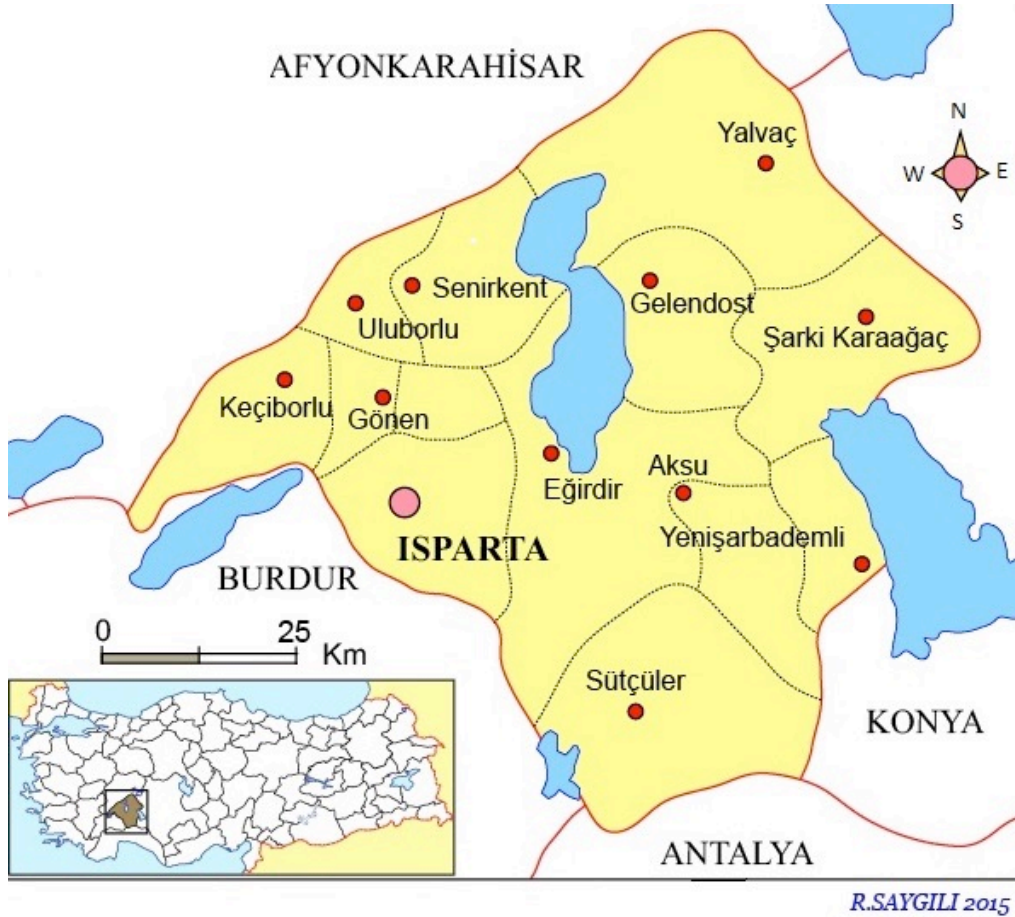 AFYONKARAHİSAR
N
Yalvaç
W
E
S
Senirkent
Gelendost
Uluborlu
Şarki Karaağaç
Keçiborlu
Gönen
Aksu
Eğirdir
Yenişarbademli
ISPARTA
BURDUR
0 25
Km
Sütçüler
KONYA
ANTALYA
R.SAYGILI 2015